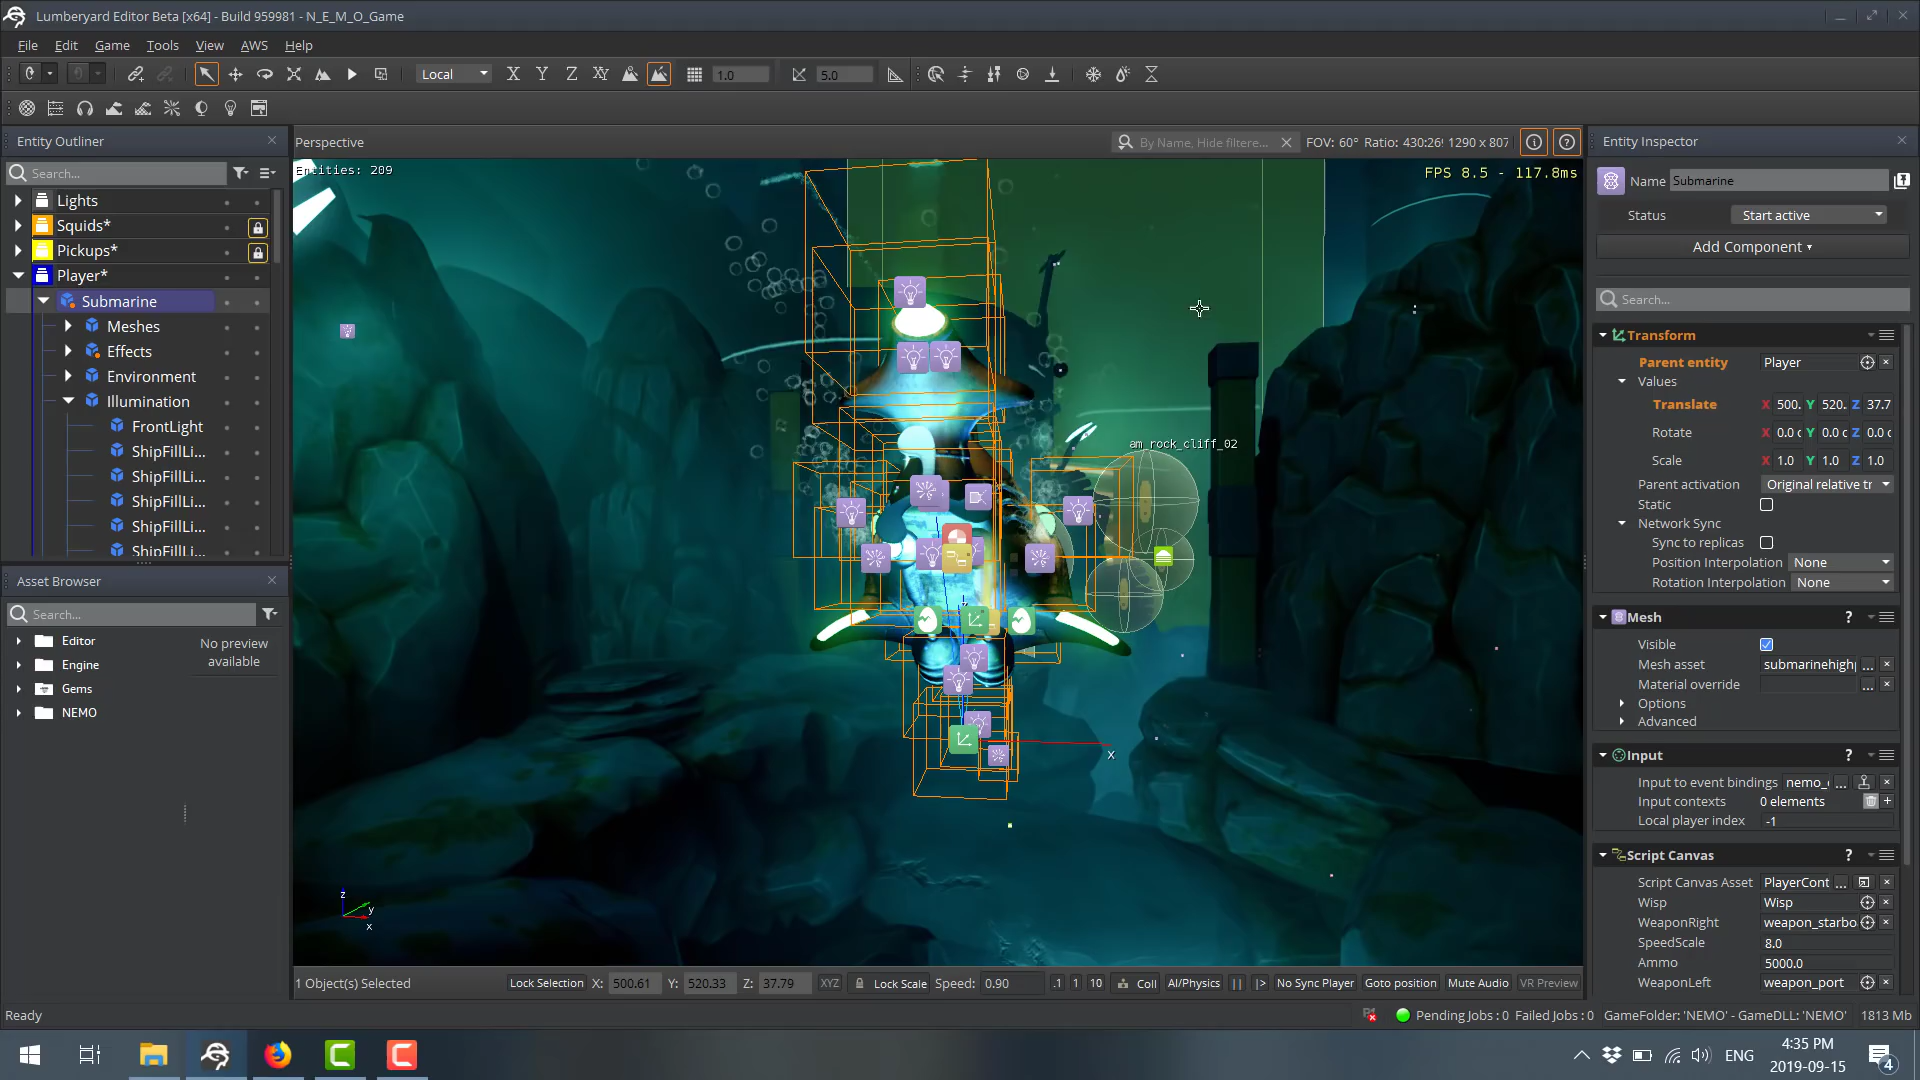 Lumberyard Editor Beta [x64] - Build 959981 - N_E_M_O_Game
File Edit Game Tools View AWS Help
Local X Y Z XY 1.0 5.0
Entity Outliner
Search...
Lights
Squids*
Pickups*
Player*
Submarine
Meshes
Effects
Environment
Illumination
FrontLight
ShipFillLi...
ShipFillLi...
ShipFillLi...
ShipFillLi...
ShipFillLi...
Asset Browser
Search...
Editor
Engine
Gems
NEMO
No preview
available
Perspective
By Name, Hide filtere...
FOV: 60° Ratio: 430:26! 1290 x 807
Entities: 209
FPS 8.5 - 117.8ms
am_rock_cliff_02
x
z
y
x
1 Object(s) Selected Lock Selection X: 500.61 Y: 520.33 Z: 37.79 XYZ Lock Scale Speed: 0.90 .1 1 10 Coll AI/Physics || |> No Sync Player Goto position Mute Audio VR Preview
Entity Inspector
Name Submarine
Status Start active
Add Component
Search...
Transform
Parent entity Player
Values
Translate X 500. Y 520. Z 37.7
Rotate X 0.0 Y 0.0 Z 0.0
Scale X 1.0 Y 1.0 Z 1.0
Parent activation Original relative tr
Static
Network Sync
Sync to replicas
Position Interpolation None
Rotation Interpolation None
Mesh ?
Visible
Mesh asset submarinehigh ...
Material override ...
Options
Advanced
Input ?
Input to event bindings nemo_ ...
Input contexts 0 elements
Local player index -1
Script Canvas ?
Script Canvas Asset PlayerCont ...
Wisp Wisp
WeaponRight weapon_starbo
SpeedScale 8.0
Ammo 5000.0
WeaponLeft weapon_port
Ready
Pending Jobs : 0 Failed Jobs : 0 GameFolder: 'NEMO' - GameDLL: 'NEMO' 1813 Mb
ENG
4:35 PM
2019-09-15
4